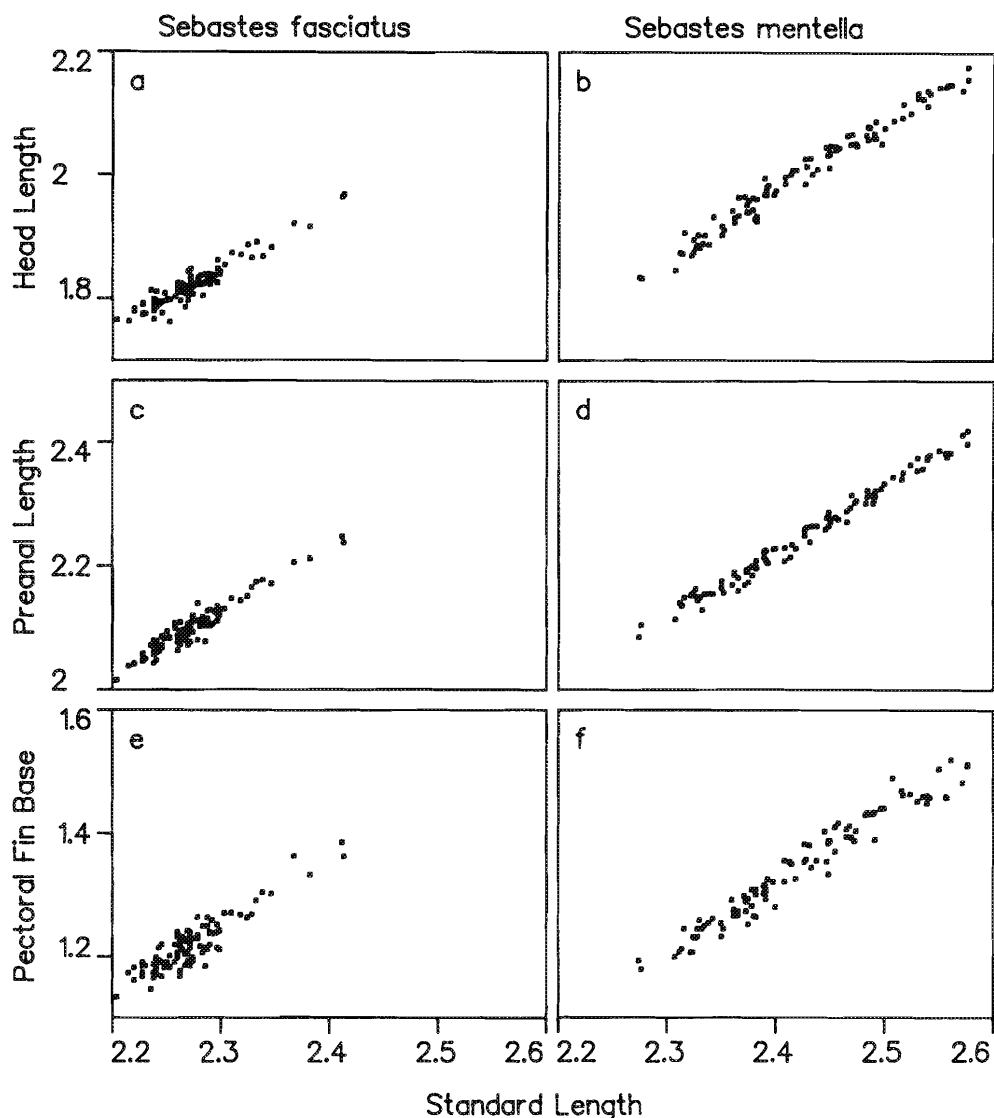 Sebastes fasciatus
Sebastes mentella
a
b
2.2
2
1.8
Head Length
c
d
2.4
2.2
2
Preanal Length
e
f
1.6
1.4
1.2
Pectoral Fin Base
2.2 2.3 2.4 2.5 2.6
2.2 2.3 2.4 2.5 2.6
Standard Length